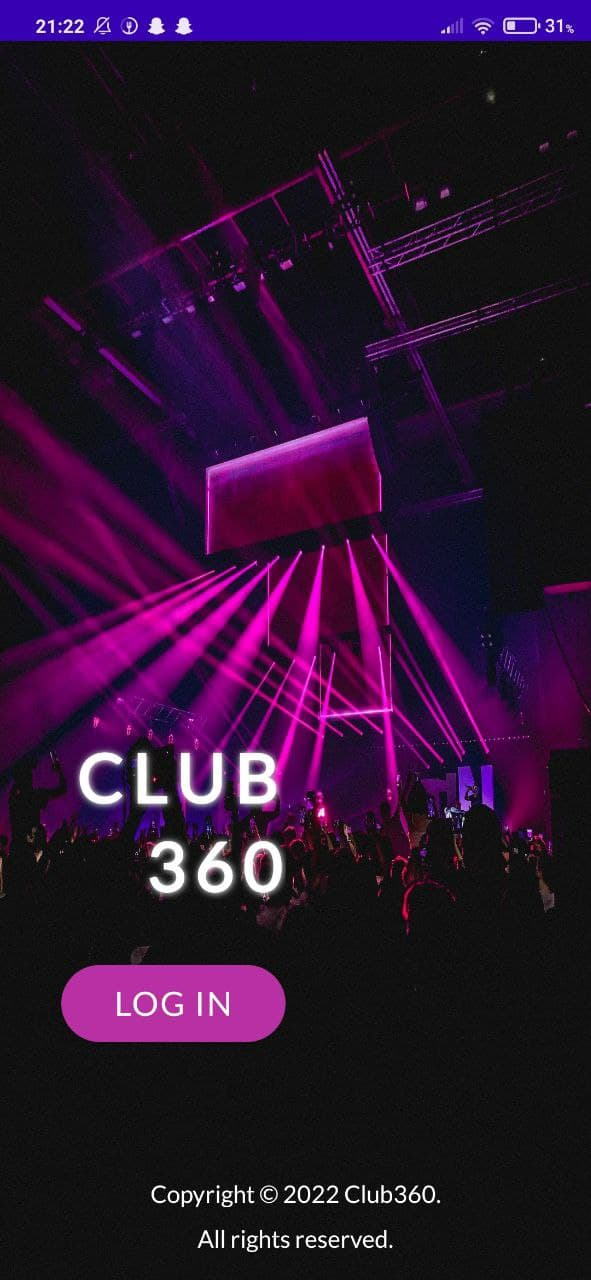 21:22 31%
CLUB
360
LOG IN
Copyright © 2022 Club360.
All rights reserved.